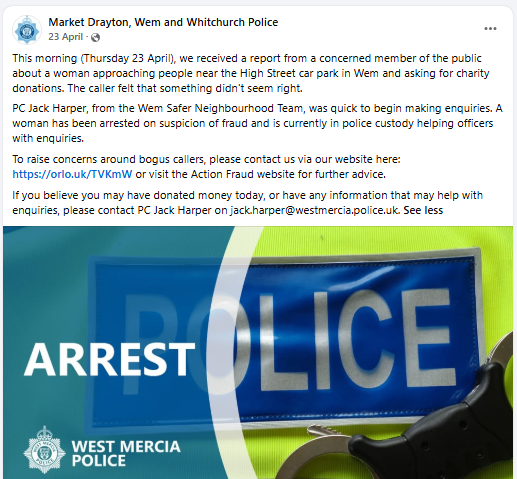 Market Drayton, Wem and Whitchurch Police
23 April ·
This morning (Thursday 23 April), we received a report from a concerned member of the public
about a woman approaching people near the High Street car park in Wem and asking for charity
donations. The caller felt that something didn't seem right.
PC Jack Harper, from the Wem Safer Neighbourhood Team, was quick to begin making enquiries. A
woman has been arrested on suspicion of fraud and is currently in police custody helping officers
with enquiries.
To raise concerns around bogus callers, please contact us via our website here:
https://orlo.uk/TVKmW or visit the Action Fraud website for further advice.
If you believe you may have donated money today, or have any information that may help with
enquiries, please contact PC Jack Harper on jack.harper@westmercia.police.uk. See less
POLICE
ARREST
WEST MERCIA
POLICE